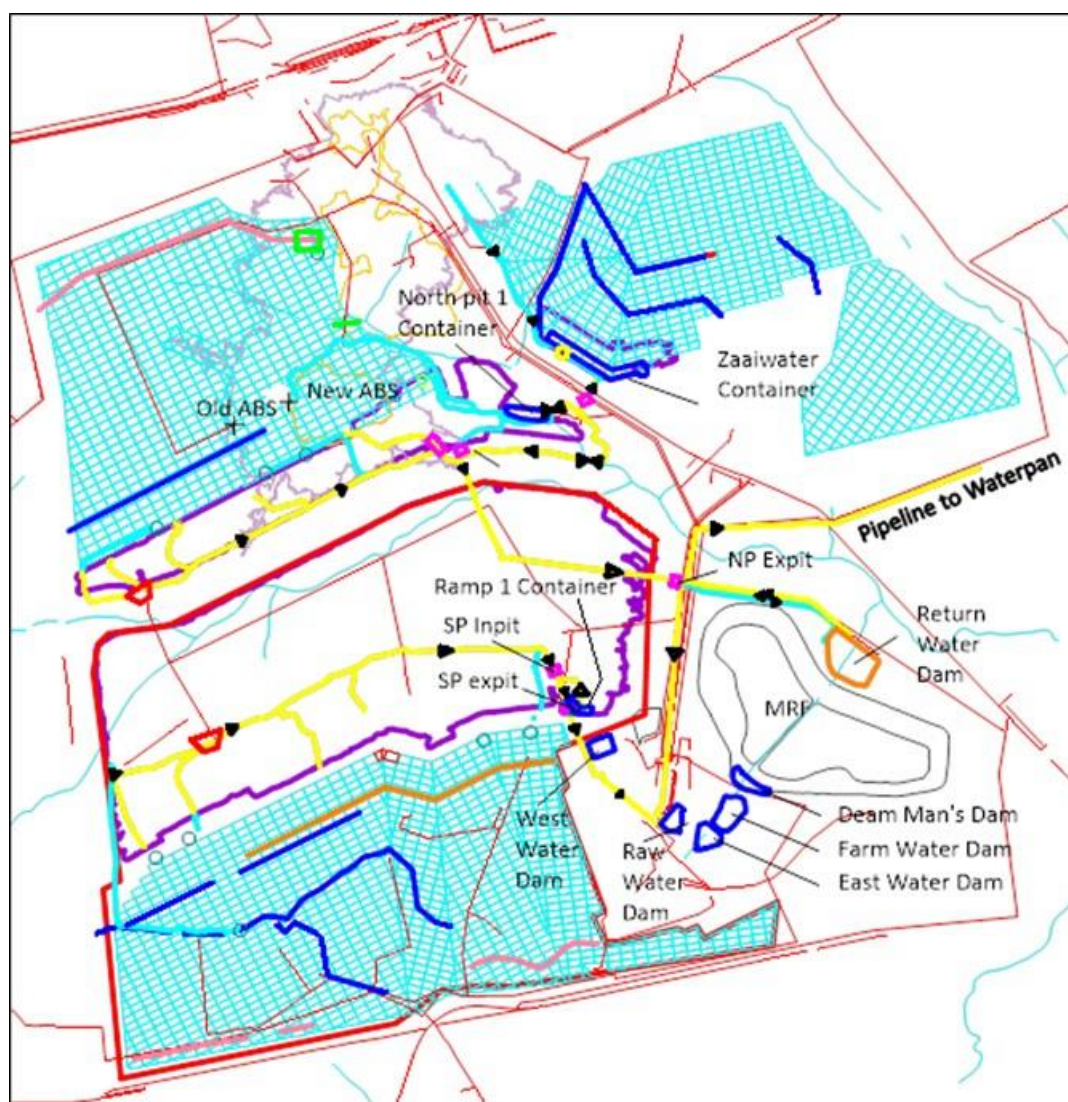 North pit 1
Container
Zaaiwater
Container
New ABS
Old ABS
Pipeline to Waterpan
NP Expit
Ramp 1 Container
SP Inpit
SP expit
Return
Water
Dam
MRF
West
Water
Dam
Raw
Water
Dam
Deam Man's Dam
Farm Water Dam
East Water Dam